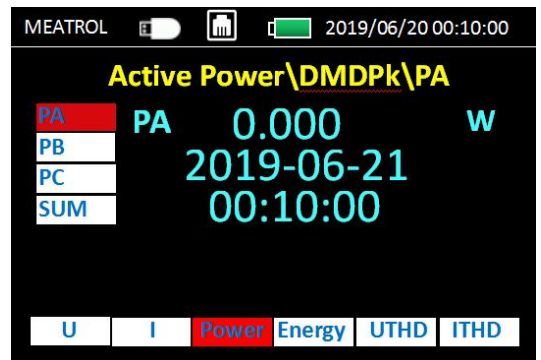 MEATROL 2019/06/20 00:10:00
Active Power\DMDPk\PA
PA
PB
PC
SUM
PA 0.000 W
2019-06-21
00:10:00
U I Power Energy UTHD ITHD